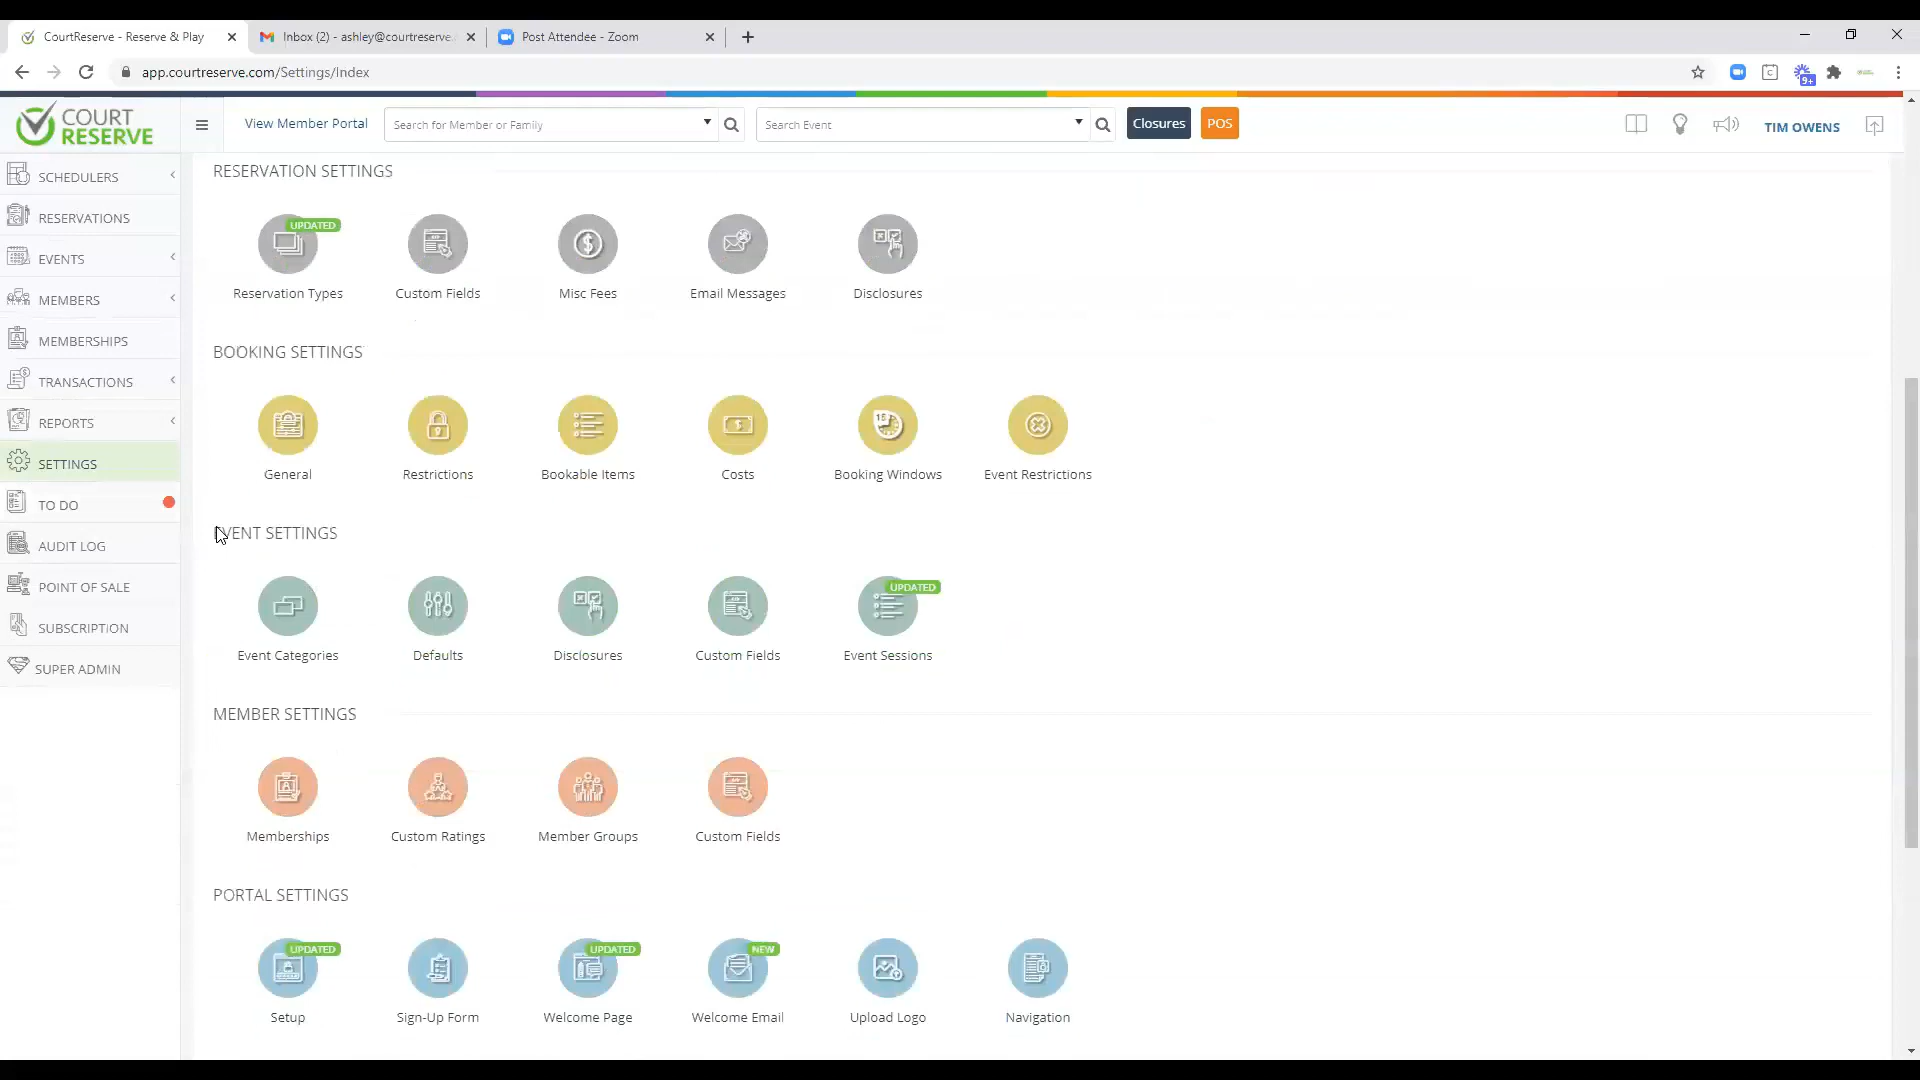 CourtReserve - Reserve & Play
Inbox (2) - ashley@courtreserve.
Post Attendee - Zoom
app.courtreserve.com/Settings/Index
9+
COURT RESERVE
View Member Portal
Search for Member or Family
Search Event
Closures
POS
TIM OWENS
SCHEDULERS
RESERVATIONS
EVENTS
MEMBERS
MEMBERSHIPS
TRANSACTIONS
REPORTS
SETTINGS
TO DO
AUDIT LOG
POINT OF SALE
SUBSCRIPTION
SUPER ADMIN
RESERVATION SETTINGS
UPDATED
Reservation Types
Custom Fields
Misc Fees
Email Messages
Disclosures
BOOKING SETTINGS
General
Restrictions
Bookable Items
Costs
15
Booking Windows
Event Restrictions
EVENT SETTINGS
Event Categories
Defaults
Disclosures
Custom Fields
UPDATED
Event Sessions
MEMBER SETTINGS
Memberships
Custom Ratings
Member Groups
Custom Fields
PORTAL SETTINGS
UPDATED
Setup
Sign-Up Form
UPDATED
Welcome Page
NEW
Welcome Email
Upload Logo
Navigation